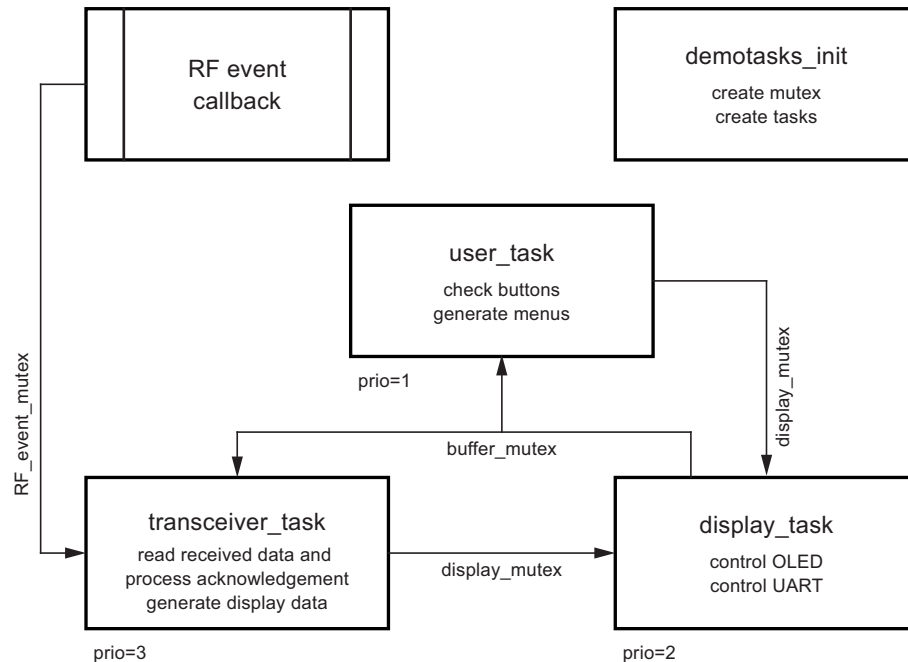 RF event
callback
demotasks_init
create mutex
create tasks
user_task
check buttons
generate menus
prio=1
display_mutex
RF_event_mutex
buffer_mutex
transceiver_task
read received data and
process acknowledgement
generate display data
prio=3
display_mutex
display_task
control OLED
control UART
prio=2